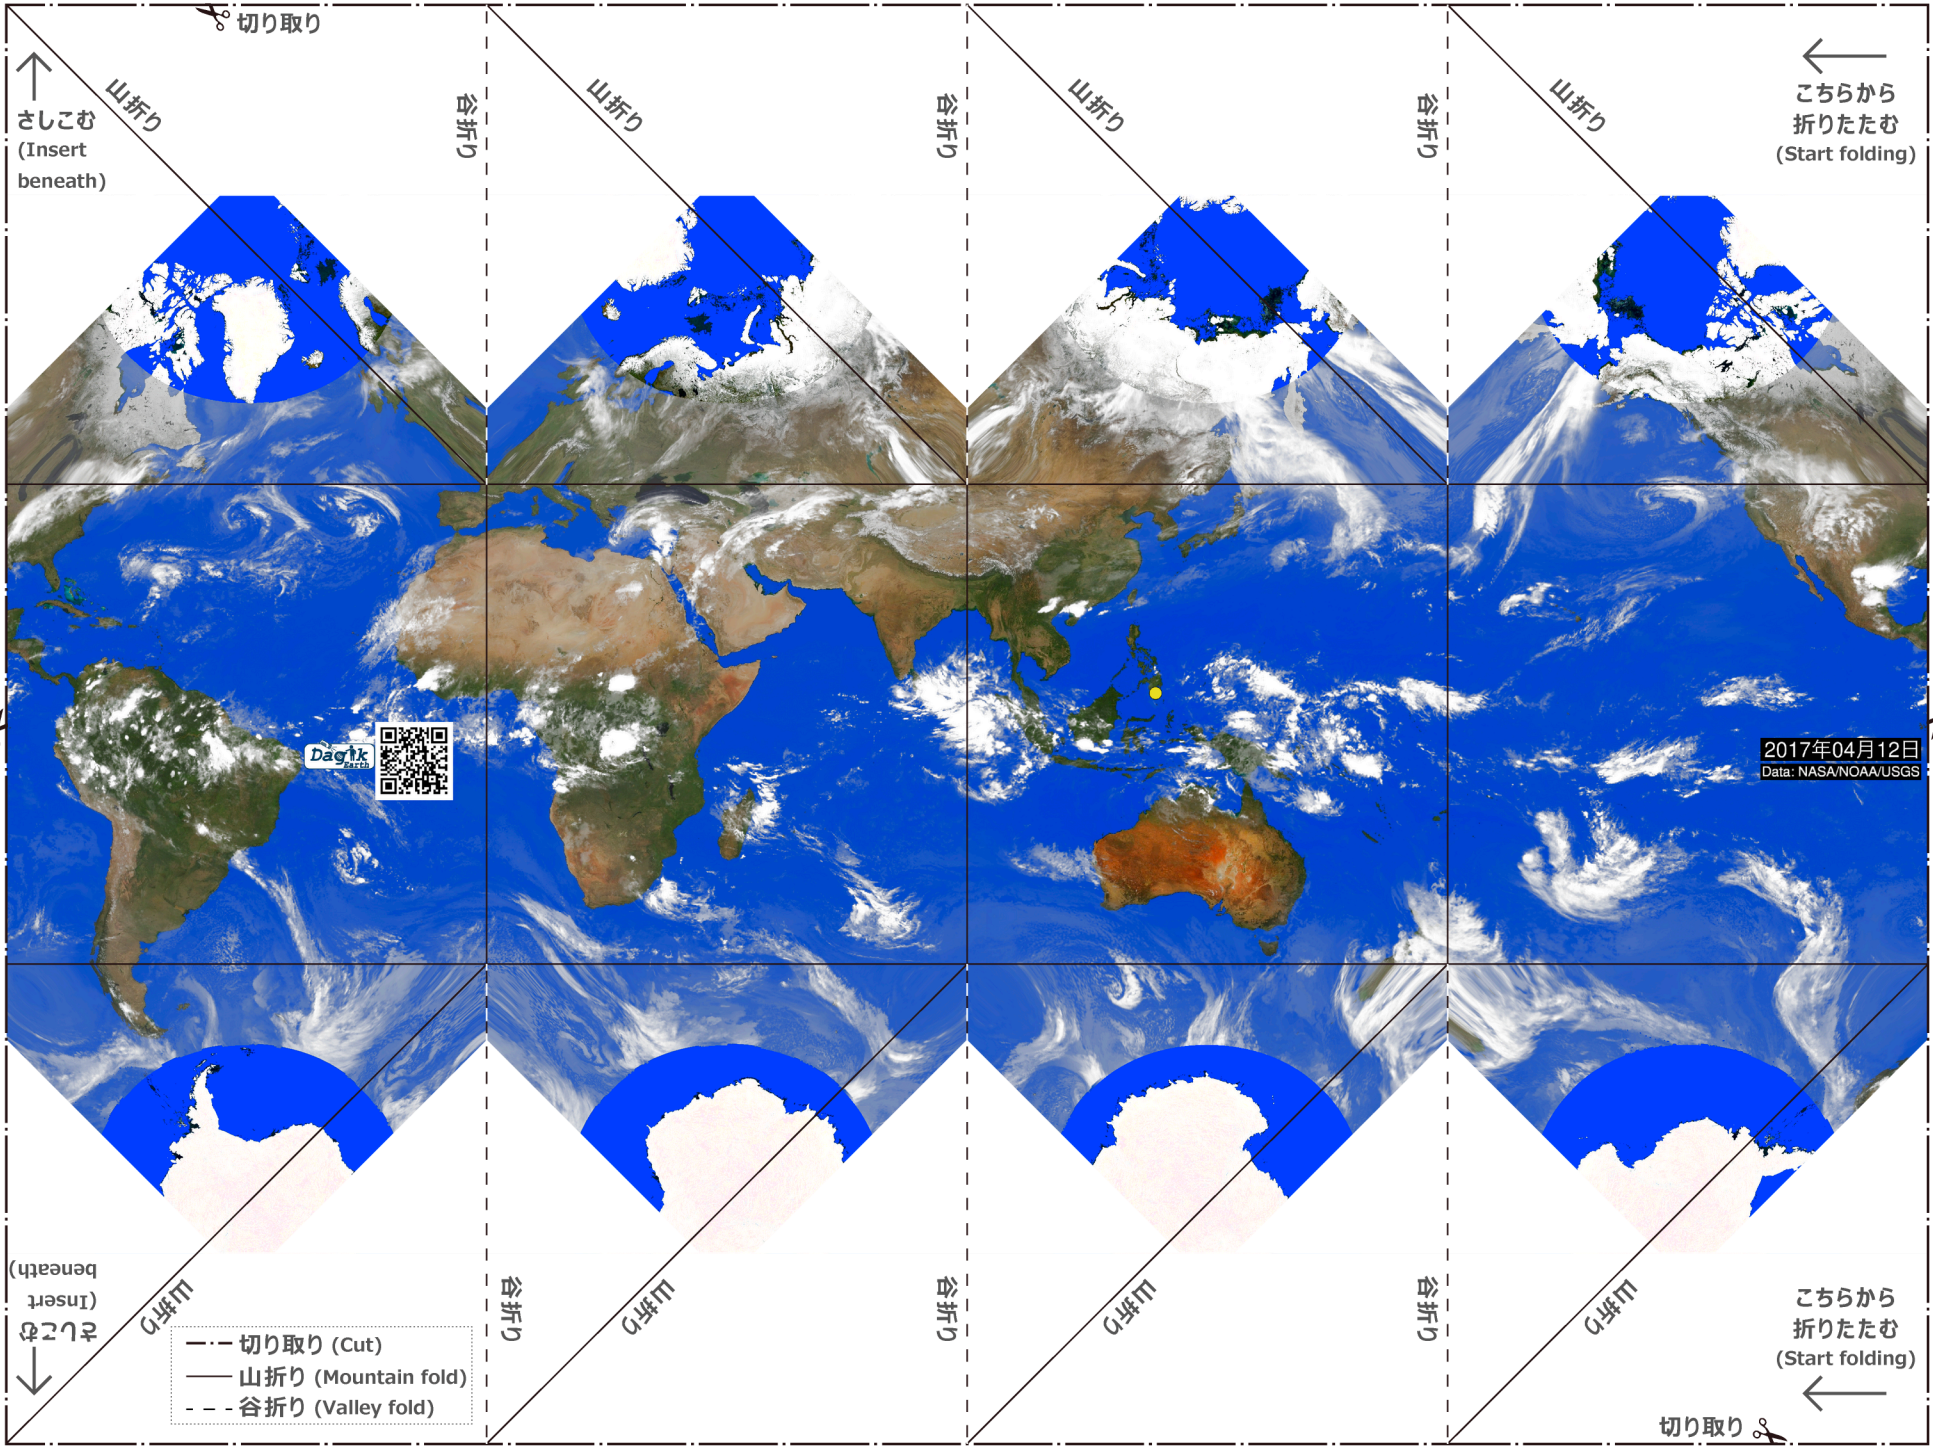 切り取り
山折り
谷折り
山折り
谷折り
山折り
谷折り
山折り
こちらから
折りたたむ
(Start folding)
さしこむ
(Insert
beneath)
Dagik
Earth
2017年04月12日
Data: NASA/NOAA/USGS
さしこむ
(Insert
beneath)
山折り
谷折り
山折り
谷折り
山折り
谷折り
山折り
こちらから
折りたたむ
(Start folding)
切り取り (Cut)
山折り (Mountain fold)
谷折り (Valley fold)
切り取り